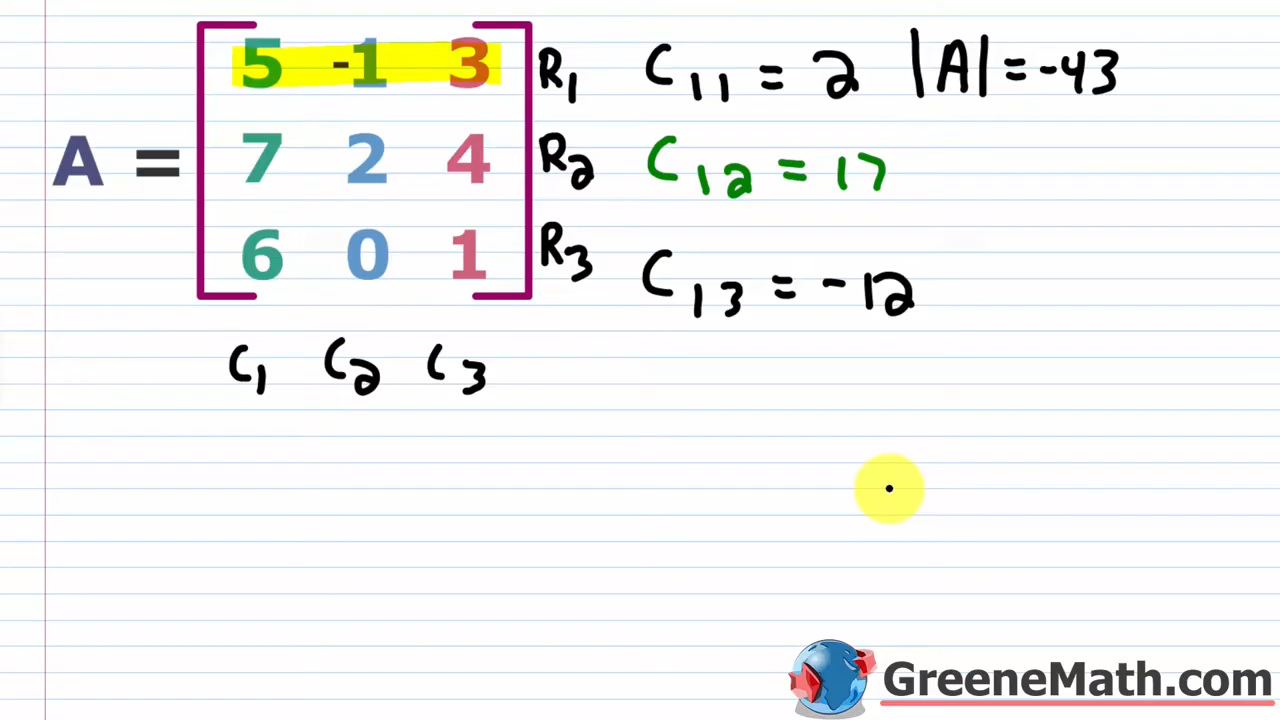 5 -1 3 R1 C11 = 2 |A| = -43
A = 7 2 4 R2 C12 = 17
6 0 1 R3 C13 = -12
C1 C2 C3
GreeneMath.com